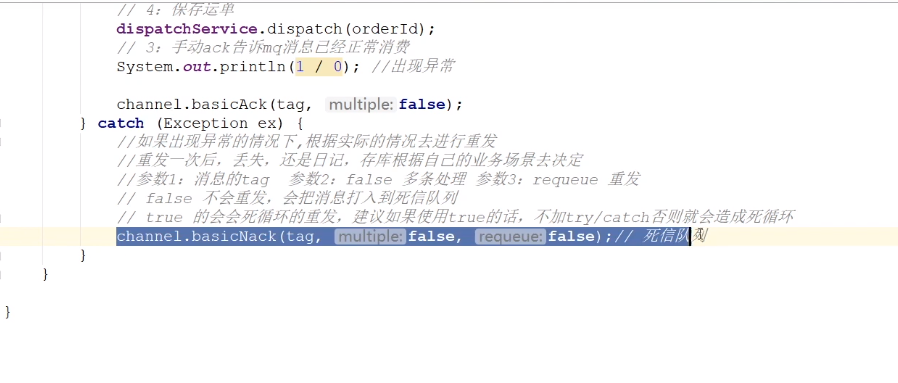 // 4：保存运单
dispatchService.dispatch(orderId);
// 3：手动ack告诉mq消息已经正常消费
System.out.println(1 / 0); //出现异常
channel.basicAck(tag, multiple: false);
} catch (Exception ex) {
//如果出现异常的情况下,根据实际的情况去进行重发
//重发一次后，丢失，还是日记，存库根据自己的业务场景去决定
//参数1：消息的tag 参数2：false 多条处理 参数3：requeue 重发
// false 不会重发，会把消息打入到死信队列
// true 的会会死循环的重发，建议如果使用true的话，不加try/catch否则就会造成死循环
channel.basicNack(tag, multiple: false, requeue: false);// 死信队列
}
}
}